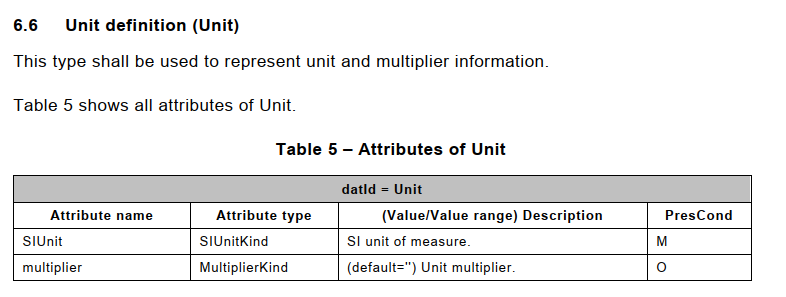 6.6 Unit definition (Unit)
This type shall be used to represent unit and multiplier information.
Table 5 shows all attributes of Unit.
Table 5 – Attributes of Unit
datId = Unit
Attribute name Attribute type (Value/Value range) Description PresCond
SIUnit SIUnitKind SI unit of measure. M
multiplier MultiplierKind (default='') Unit multiplier. O